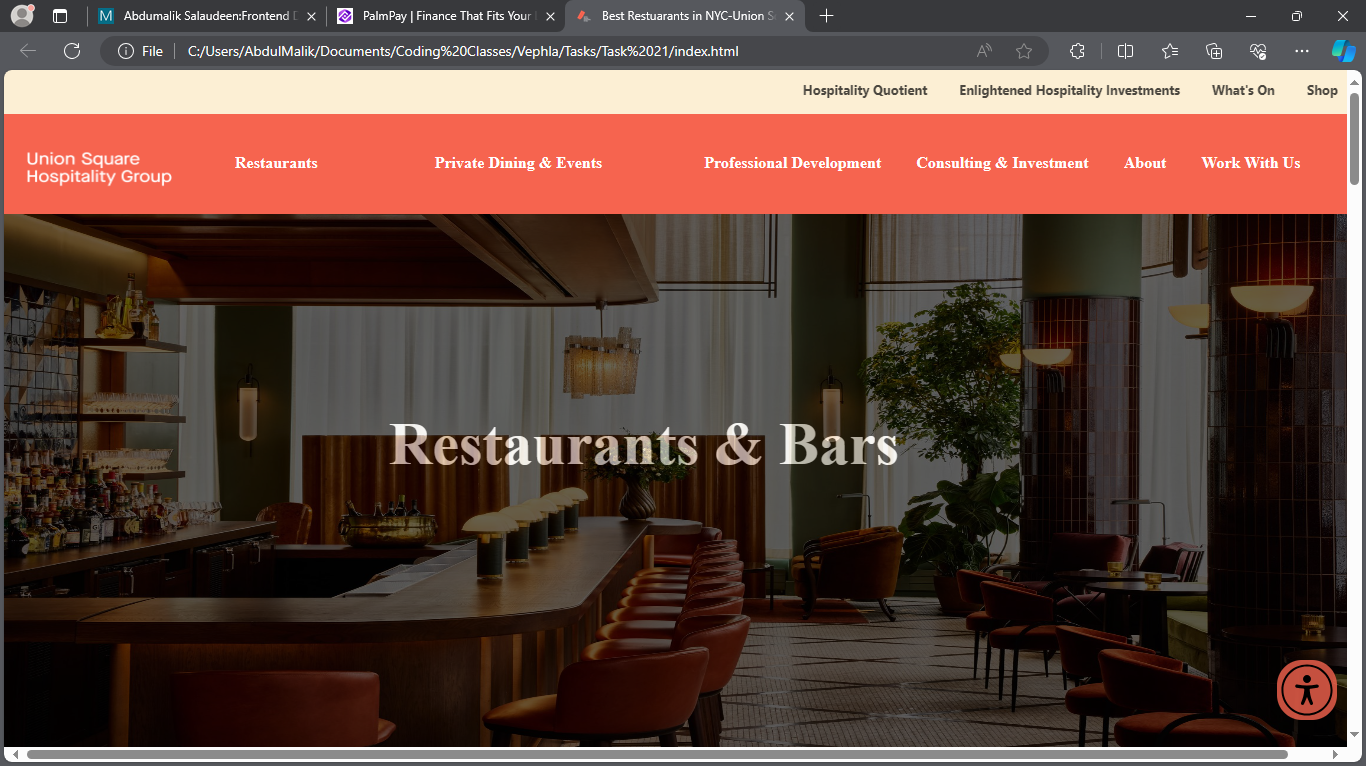 Abdumalik Salaudeen:Frontend D
PalmPay | Finance That Fits Your
Best Restuarants in NYC-Union S
File
C:/Users/AbdulMalik/Documents/Coding%20Classes/Vephla/Tasks/Task%2021/index.html
Hospitality Quotient
Enlightened Hospitality Investments
What's On
Shop
Union Square
Hospitality Group
Restaurants
Private Dining & Events
Professional Development
Consulting & Investment
About
Work With Us
Restaurants & Bars